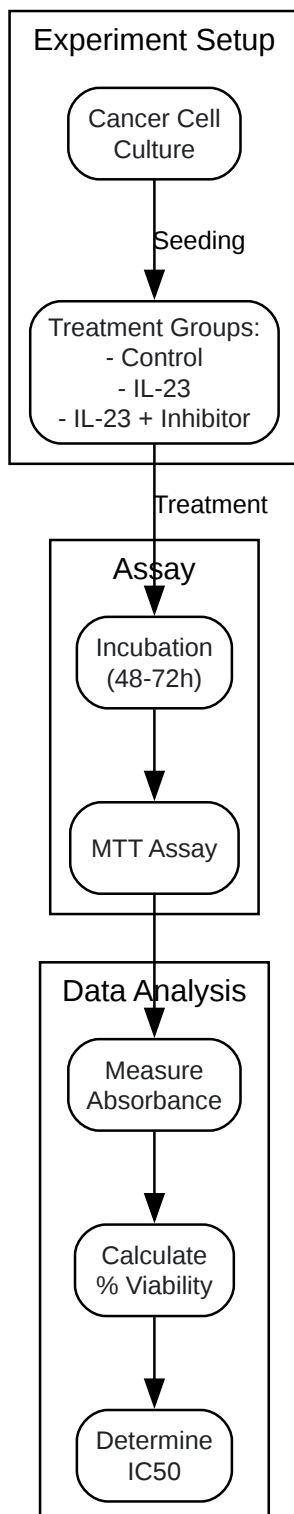 Experiment Setup
Cancer Cell
Culture
Seeding
Treatment Groups:
- Control
- IL-23
- IL-23 + Inhibitor
Treatment
Assay
Incubation
(48-72h)
MTT Assay
Data Analysis
Measure
Absorbance
Calculate
% Viability
Determine
IC50